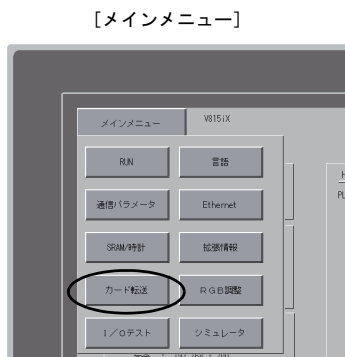 [メインメニュー]
メインメニュー V815iX
RUN 言語
通信パラメータ Ethernet
SRAM/時計 拡張情報
カード転送 RGB調整
I/Oテスト シミュレータ